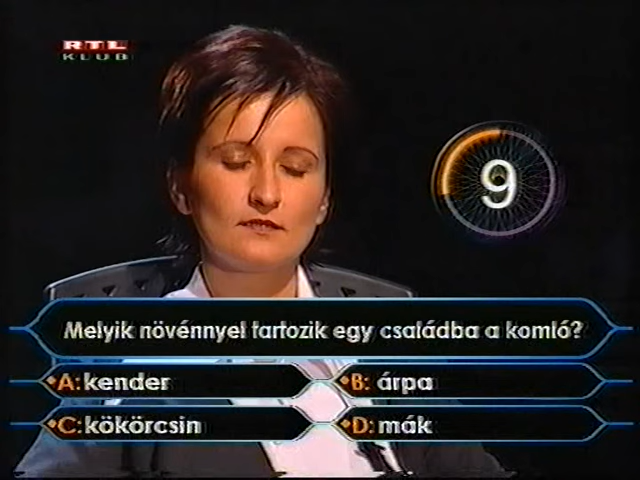 RTL
KLUB
9
Melyik növénnyel tartozik egy családba a komló?
A: kender
B: árpa
C: kökörcsin
D: mák